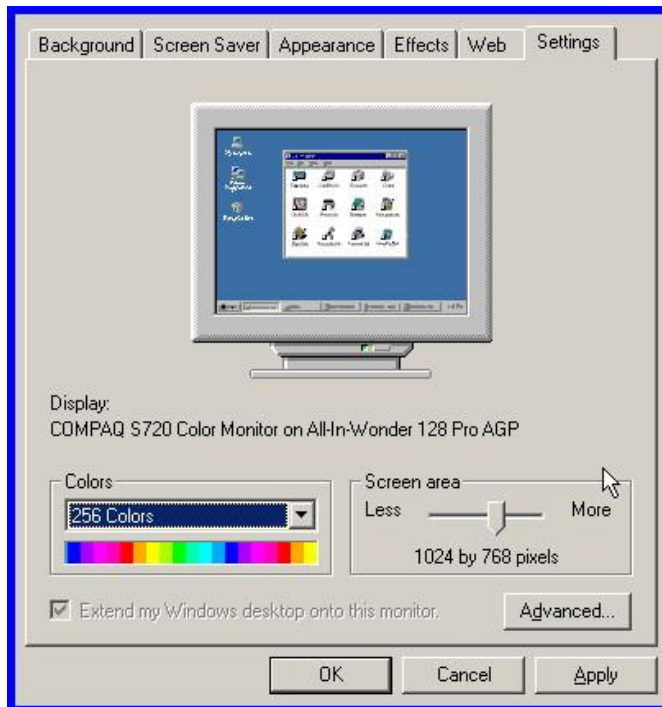 Background Screen Saver Appearance Effects Web Settings
Display:
COMPAQ S720 Color Monitor on All-In-Wonder 128 Pro AGP
Colors
256 Colors
Screen area
Less More
1024 by 768 pixels
Extend my Windows desktop onto this monitor.
Advanced...
OK Cancel Apply